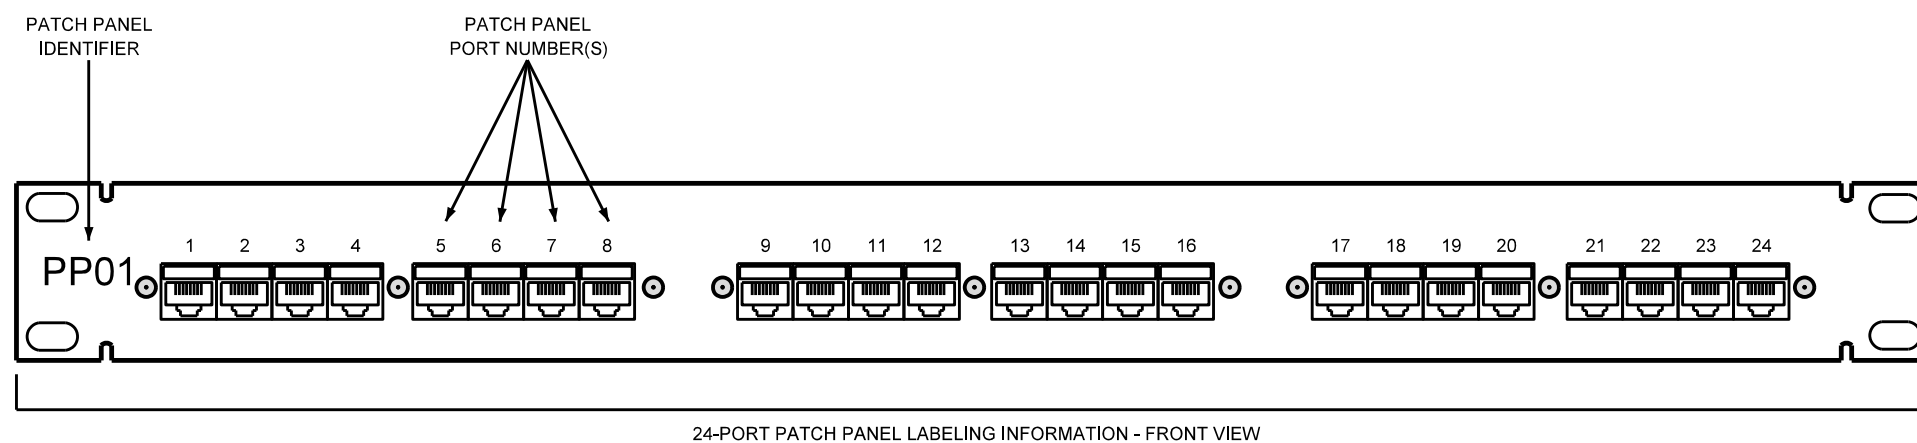 PATCH PANEL
IDENTIFIER
PATCH PANEL
PORT NUMBER(S)
1 2 3 4 5 6 7 8 9 10 11 12 13 14 15 16 17 18 19 20 21 22 23 24
PP01
24-PORT PATCH PANEL LABELING INFORMATION - FRONT VIEW